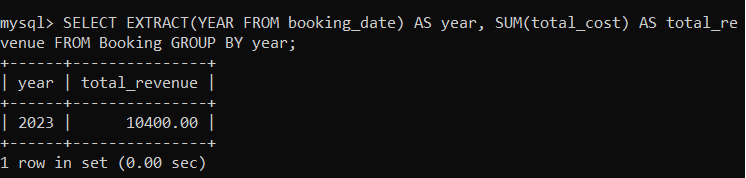 mysql> SELECT EXTRACT(YEAR FROM booking_date) AS year, SUM(total_cost) AS total_re
venue FROM Booking GROUP BY year;
+------+---------------+
| year | total_revenue |
+------+---------------+
| 2023 |      10400.00 |
+------+---------------+
1 row in set (0.00 sec)